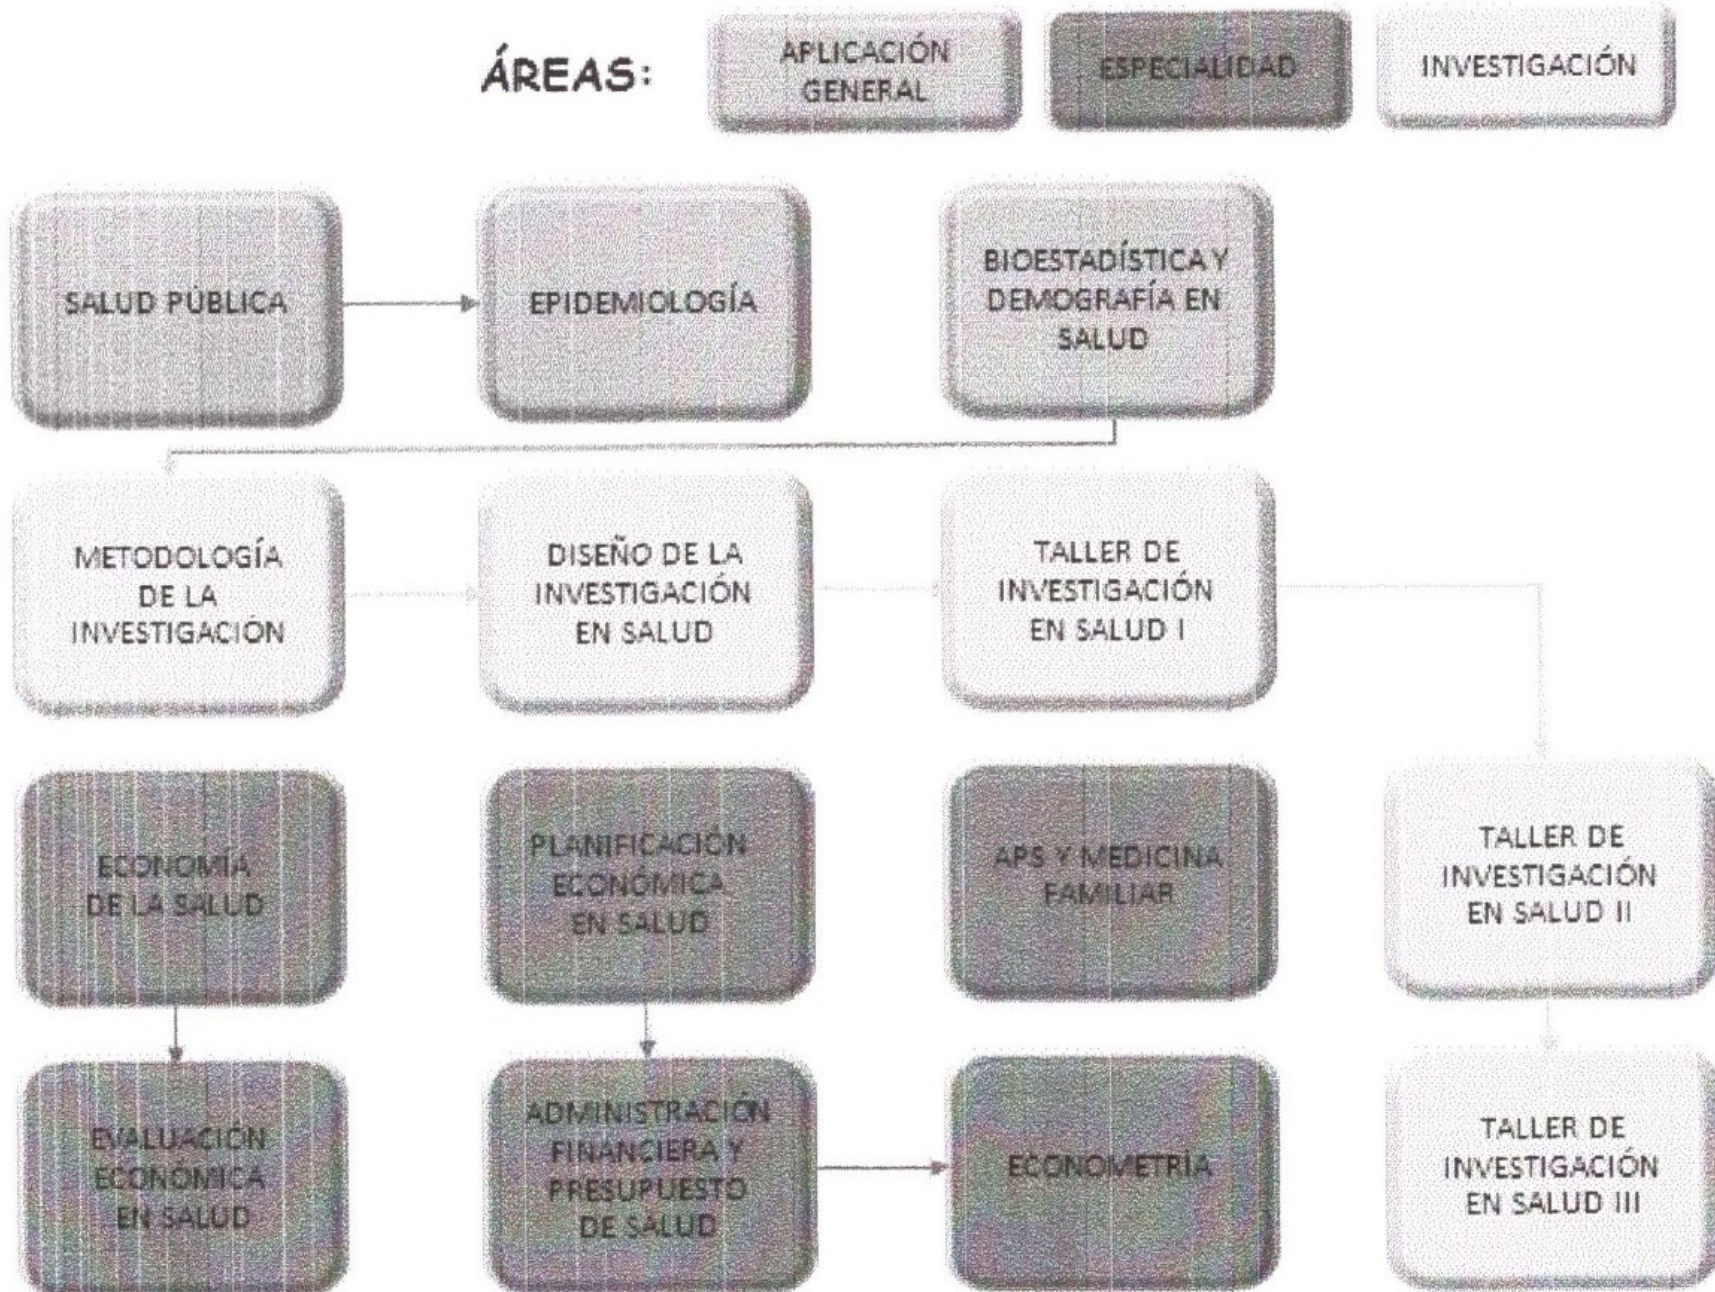 ÁREAS:
APLICACIÓN
GENERAL
ESPECIALIDAD
INVESTIGACIÓN
SALUD PÚBLICA
EPIDEMIOLOGÍA
BIOESTADÍSTICA Y
DEMOGRAFÍA EN
SALUD
METODOLOGÍA
DE LA
INVESTIGACIÓN
DISEÑO DE LA
INVESTIGACIÓN
EN SALUD
TALLER DE
INVESTIGACIÓN
EN SALUD I
ECONOMÍA
DE LA SALUD
PLANIFICACIÓN
ECONÓMICA
EN SALUD
APS Y MEDICINA
FAMILIAR
TALLER DE
INVESTIGACIÓN
EN SALUD II
EVALUACIÓN
ECONÓMICA
EN SALUD
ADMINISTRACIÓN
FINANCIERA Y
PRESUPUESTO
DE SALUD
ECONOMETRÍA
TALLER DE
INVESTIGACIÓN
EN SALUD III